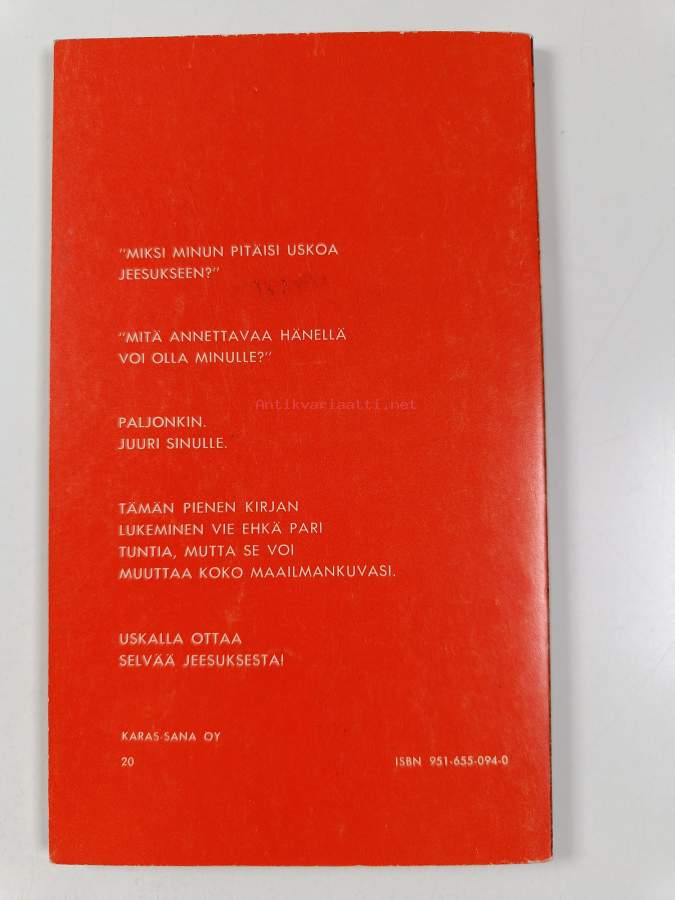 "MIKSI MINUN PITÄISI USKOA
JEESUKSEEN?"
"MITÄ ANNETTAVAA HÄNELLÄ
VOI OLLA MINULLE?"
Antikvariaatti.net
PALJONKIN.
JUURI SINULLE.
TÄMÄN PIENEN KIRJAN
LUKEMINEN VIE EHKÄ PARI
TUNTIA, MUTTA SE VOI
MUUTTAA KOKO MAAILMANKUVASI.
USKALLA OTTAA
SELVÄÄ JEESUKSESTA!
KARAS-SANA OY
20 ISBN 951-655-094-0